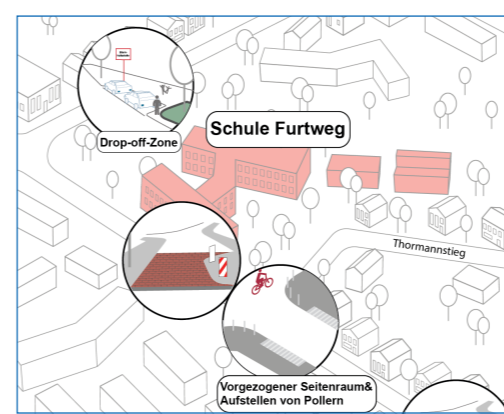 Drop-off-Zone
Schule Furtweg
Thormannstieg
Vorgezogener Seitenraum&
Aufstellen von Pollern